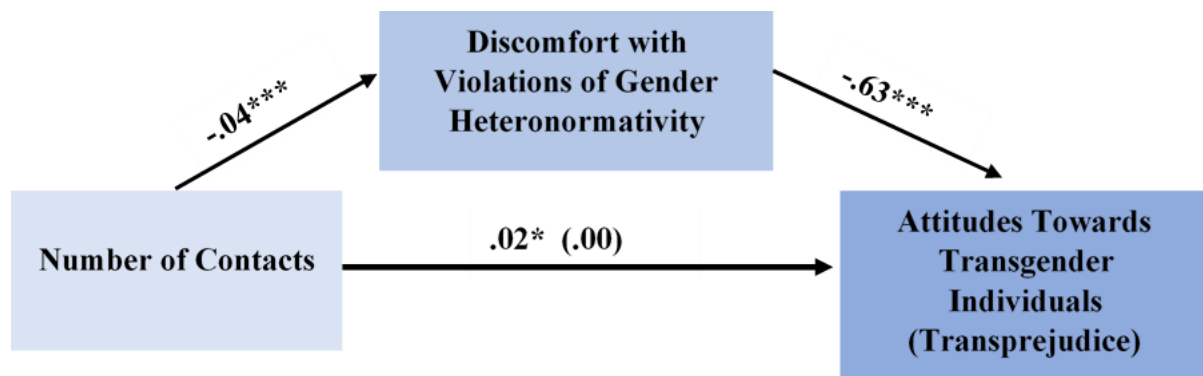 Discomfort with
Violations of Gender
Heteronormativity
-.04***
-.63***
Number of Contacts
.02* (.00)
Attitudes Towards
Transgender
Individuals
(Transprejudice)